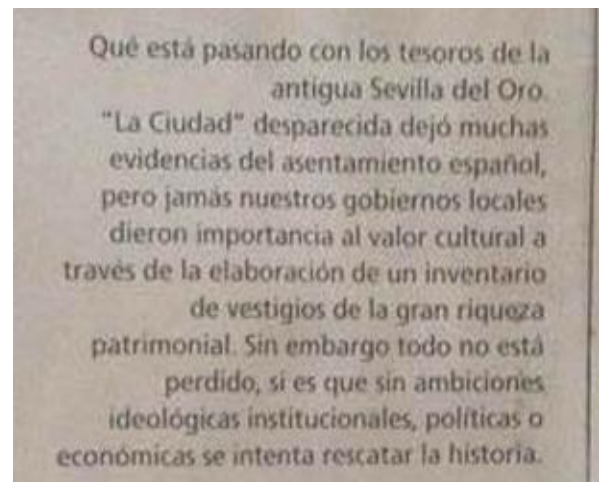 Qué está pasando con los tesoros de la
antigua Sevilla del Oro.
"La Ciudad" desparecida dejó muchas
evidencias del asentamiento español,
pero jamás nuestros gobiernos locales
dieron importancia al valor cultural a
través de la elaboración de un inventario
de vestigios de la gran riqueza
patrimonial. Sin embargo todo no está
perdido, si es que sin ambiciones
ideológicas institucionales, políticas o
económicas se intenta rescatar la historia.